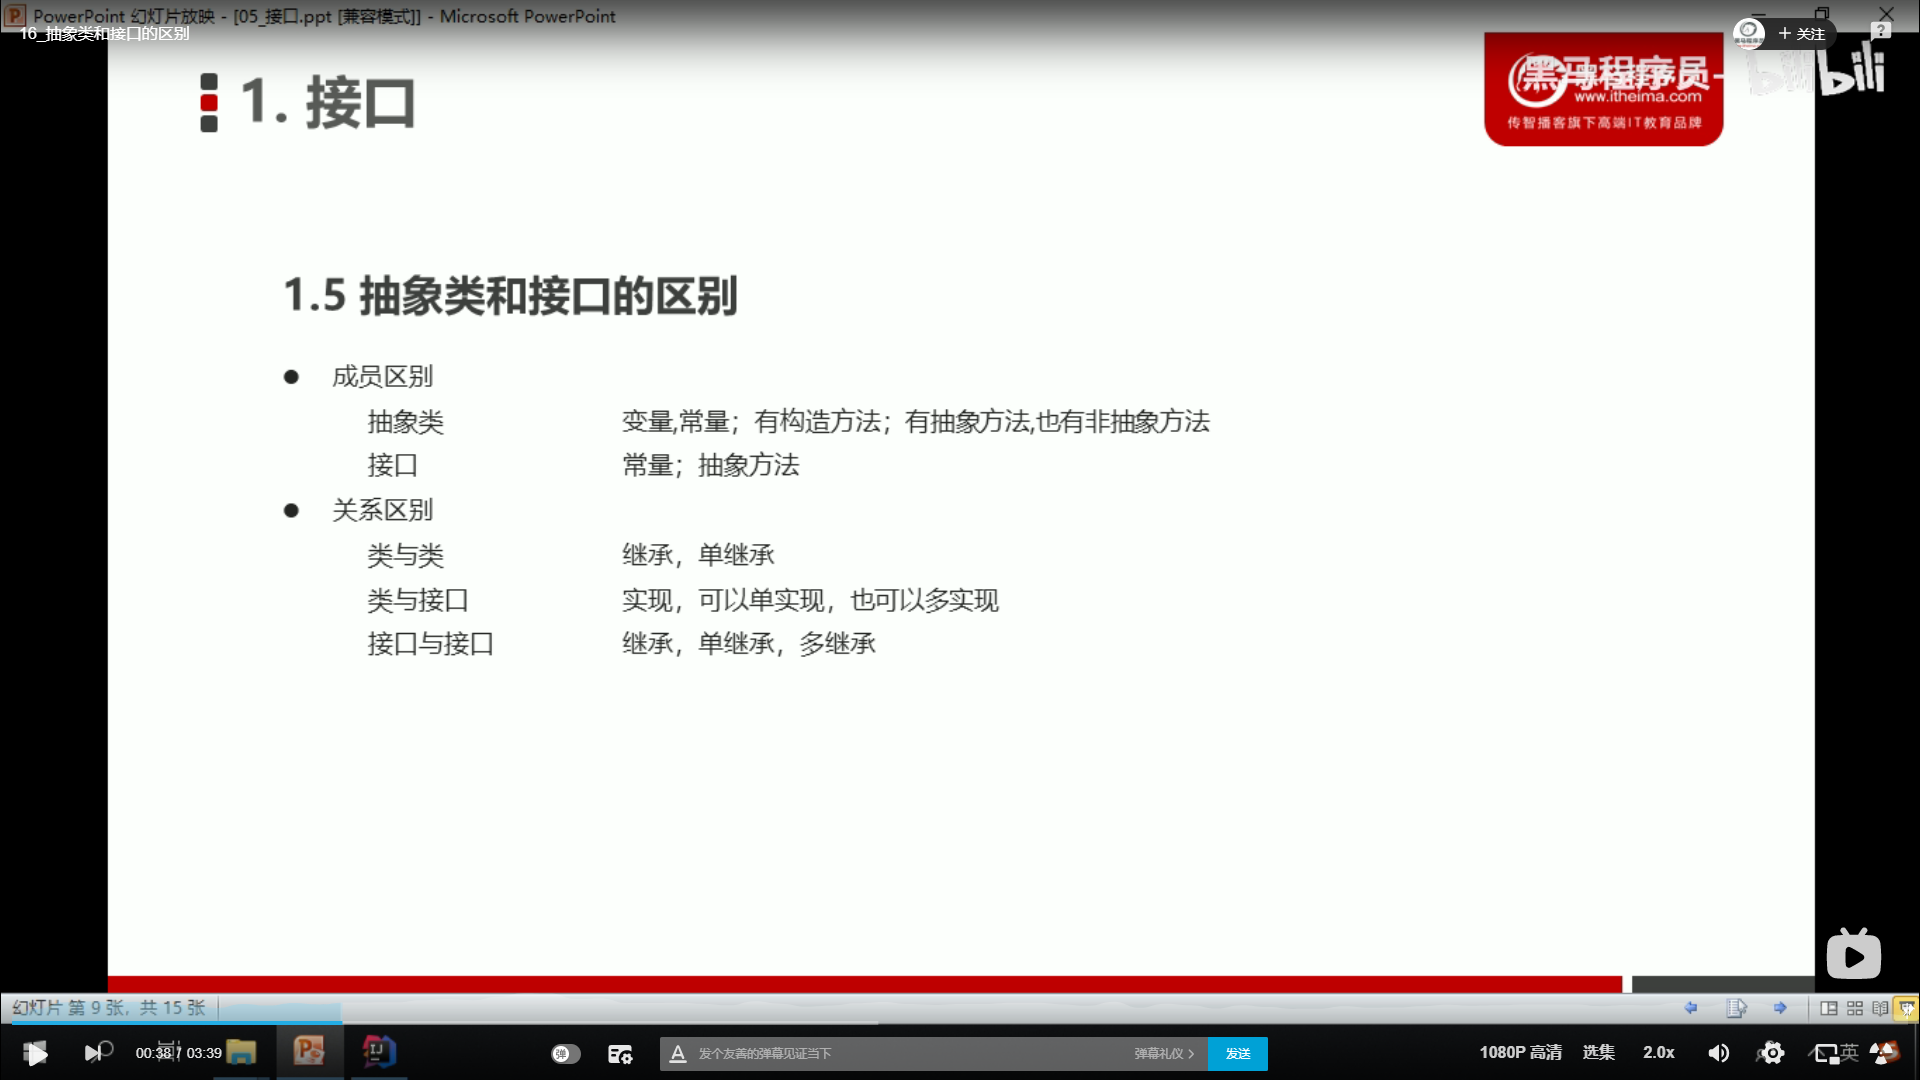 PowerPoint 幻灯片放映 - [05_接口.ppt [兼容模式]] - Microsoft PowerPoint
16_抽象类和接口的区别
+ 关注
1. 接口
黑马程序员-
bilibili
www.itheima.com
传智播客旗下高端IT教育品牌
1.5 抽象类和接口的区别
● 成员区别
抽象类 变量,常量；有构造方法；有抽象方法,也有非抽象方法
接口 常量；抽象方法
● 关系区别
类与类 继承，单继承
类与接口 实现，可以单实现，也可以多实现
接口与接口 继承，单继承，多继承
幻灯片 第 9 张，共 15 张
00:38 / 03:39
弹
发个友善的弹幕见证当下
弹幕礼仪 >
发送
1080P 高清
选集
2.0x
英